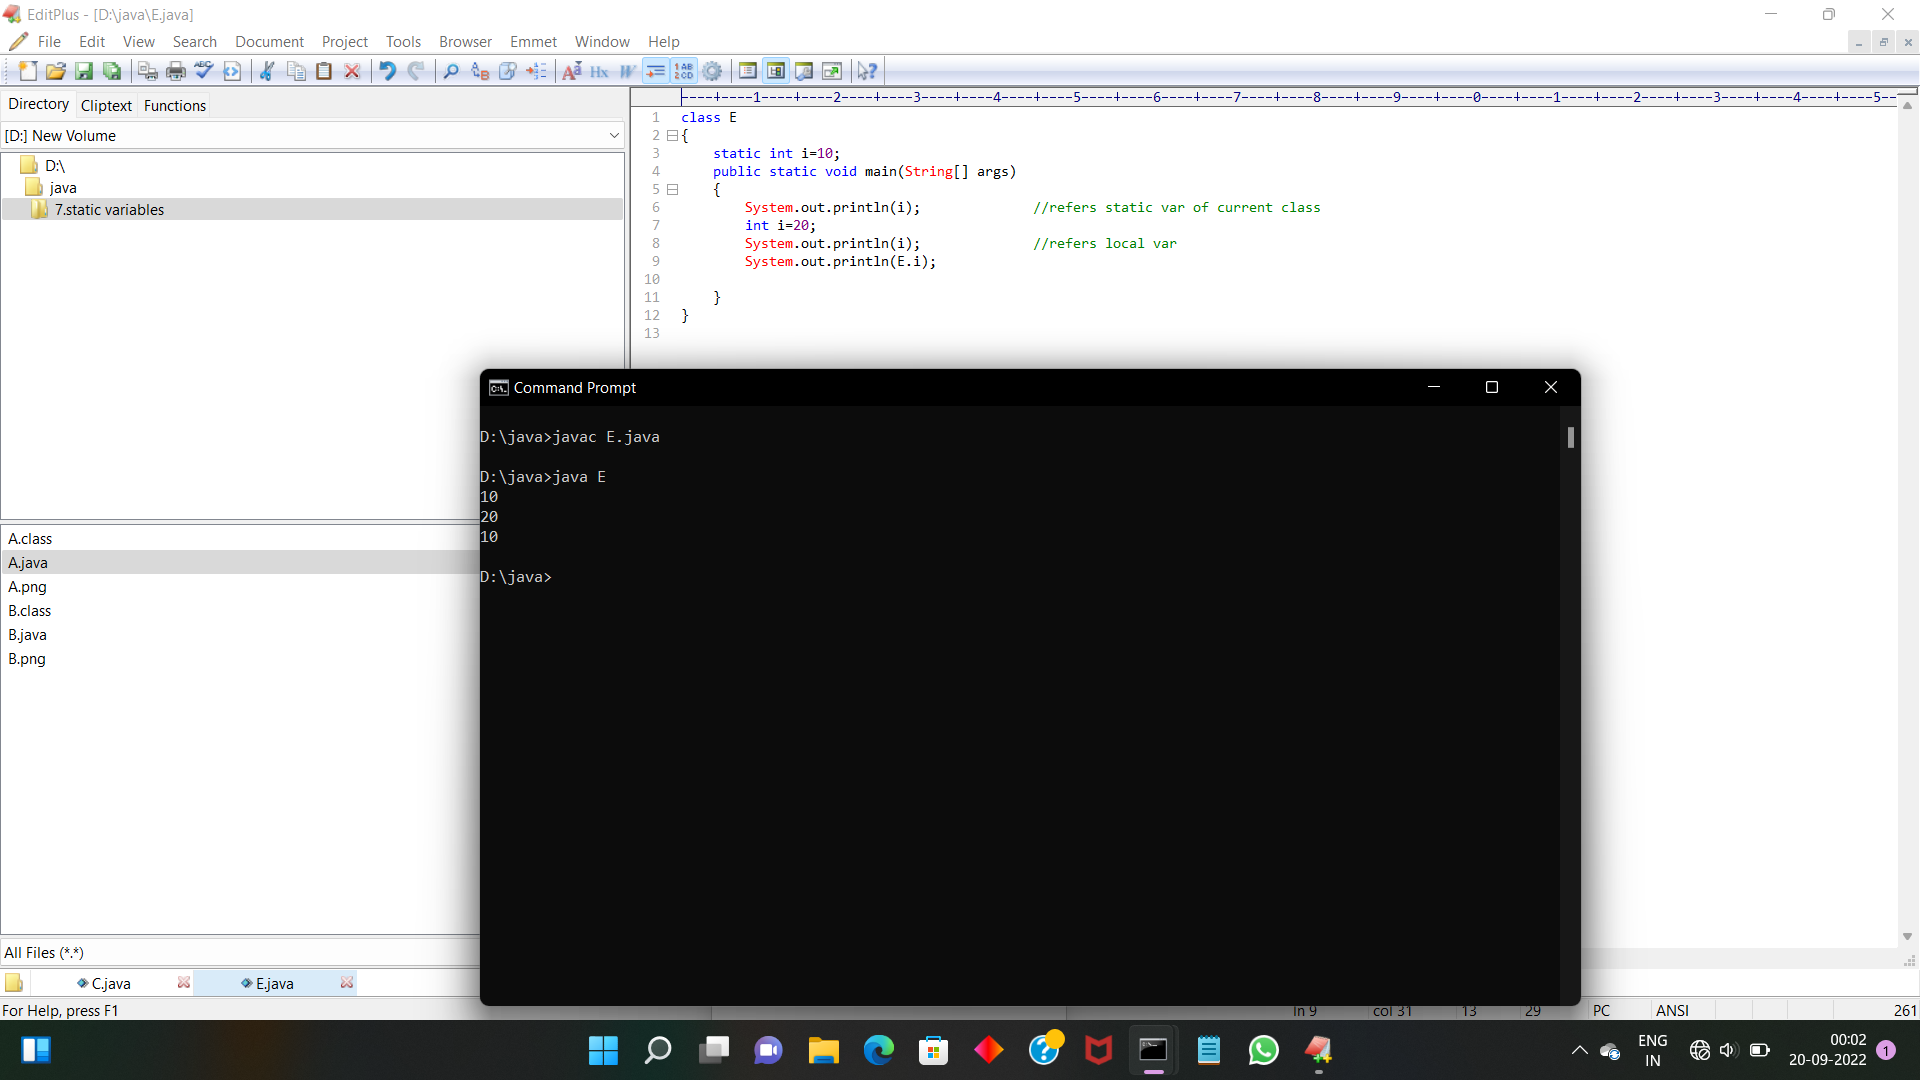 EditPlus - [D:\java\E.java]
File Edit View Search Document Project Tools Browser Emmet Window Help
Directory Cliptext Functions
[D:] New Volume
D:\
java
7.static variables
----+----1----+----2----+----3----+----4----+----5----+----6----+----7----+----8----+----9----+----0----+----1----+----2----+----3----+----4----+----5--
1 class E
2 {
3 static int i=10;
4 public static void main(String[] args)
5 {
6 System.out.println(i); //refers static var of current class
7 int i=20;
8 System.out.println(i); //refers local var
9 System.out.println(E.i);
10
11 }
12 }
13
Command Prompt
D:\java>javac E.java
D:\java>java E
10
20
10
D:\java>
A.class
A.java
A.png
B.class
B.java
B.png
All Files (*.*)
C.java E.java
For Help, press F1 ln 9 col 31 13 29 PC ANSI 261
ENG
IN
00:02
20-09-2022
1